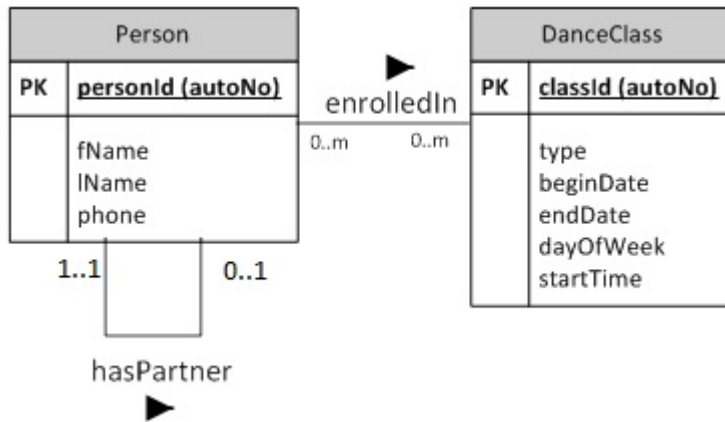 Person
PK personId (autoNo)
fName
lName
phone
enrolledIn
0..m 0..m
DanceClass
PK classId (autoNo)
type
beginDate
endDate
dayOfWeek
startTime
1..1 0..1
hasPartner